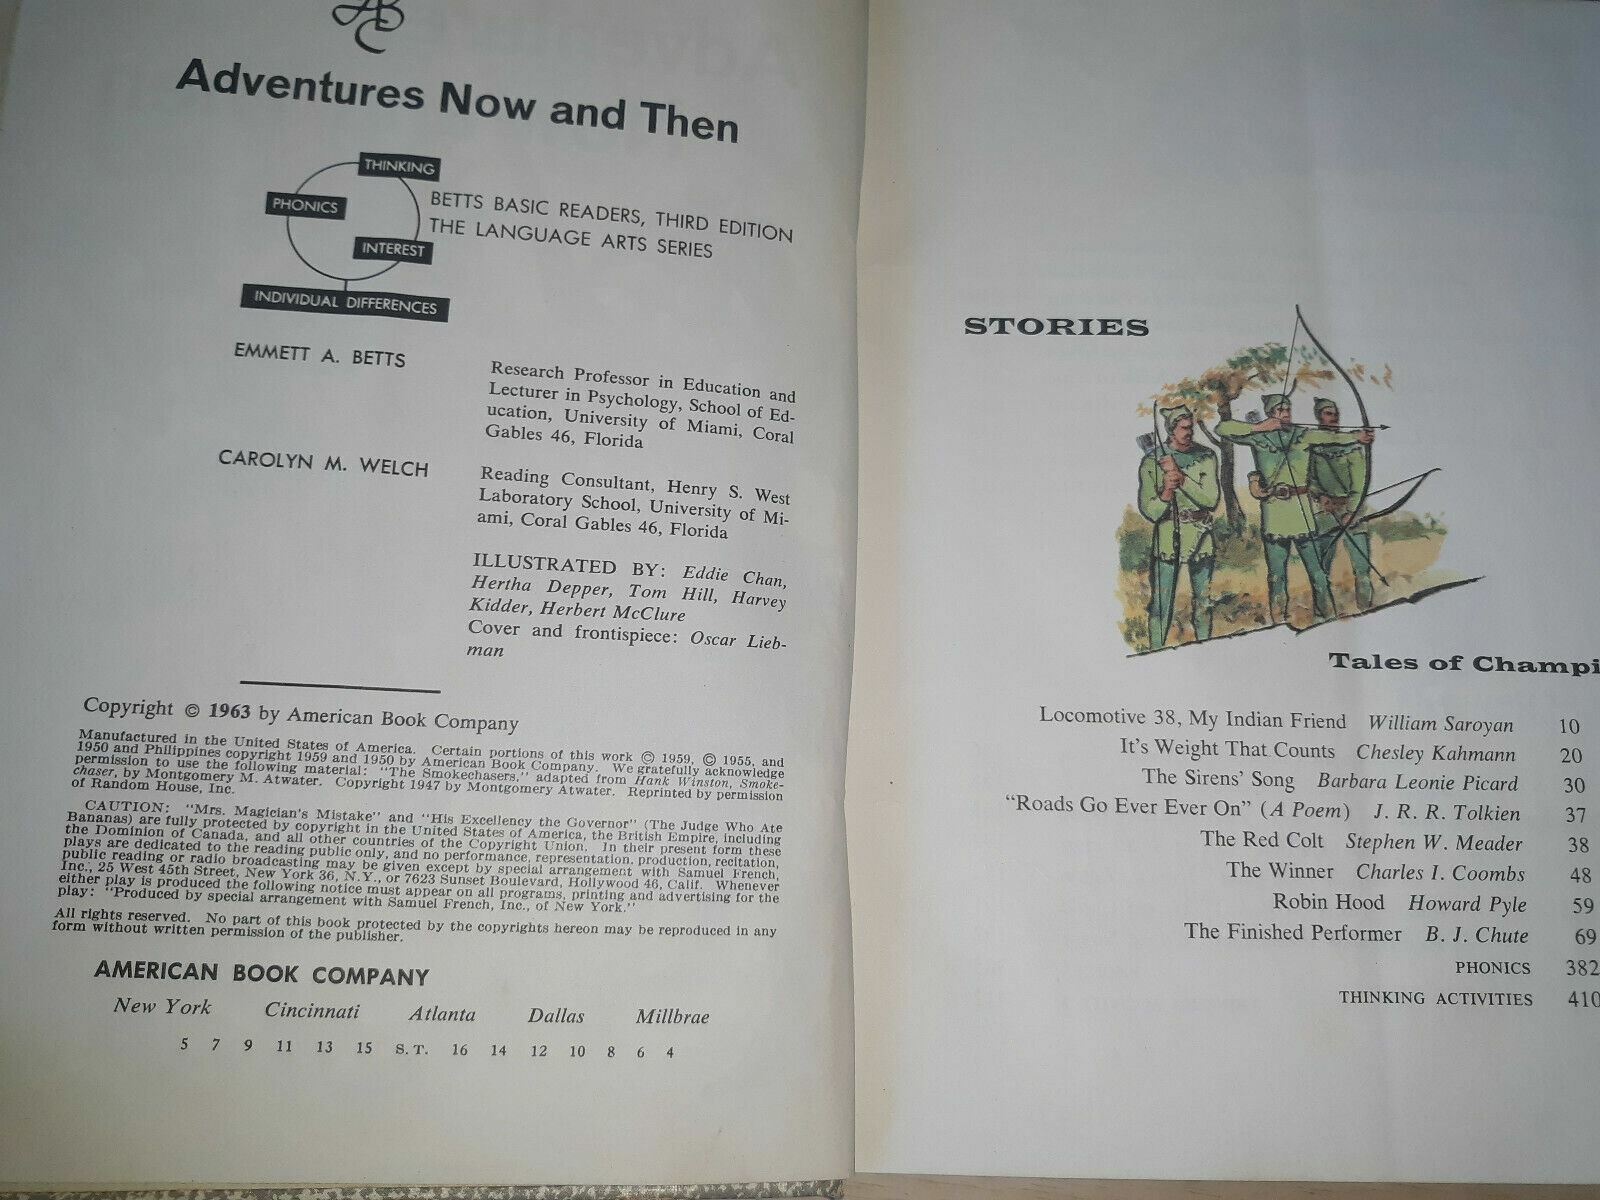 ABC
Adventures Now and Then
THINKING
PHONICS
INTEREST
INDIVIDUAL DIFFERENCES
BETTS BASIC READERS, THIRD EDITION
THE LANGUAGE ARTS SERIES
EMMETT A. BETTS
Research Professor in Education and
Lecturer in Psychology, School of Ed-
ucation, University of Miami, Coral
Gables 46, Florida
CAROLYN M. WELCH
Reading Consultant, Henry S. West
Laboratory School, University of Mi-
ami, Coral Gables 46, Florida
ILLUSTRATED BY: Eddie Chan,
Hertha Depper, Tom Hill, Harvey
Kidder, Herbert McClure
Cover and frontispiece: Oscar Lieb-
man
Copyright © 1963 by American Book Company
Manufactured in the United States of America. Certain portions of this work © 1959, © 1955, and
1950 and Philippines copyright 1959 and 1950 by American Book Company. We gratefully acknowledge
permission to use the following material: "The Smokechasers," adapted from Hank Winston, Smoke-
chaser, by Montgomery M. Atwater. Copyright 1947 by Montgomery Atwater. Reprinted by permission
of Random House, Inc.
CAUTION: "Mrs. Magician's Mistake" and "His Excellency the Governor" (The Judge Who Ate
Bananas) are fully protected by copyright in the United States of America, the British Empire, including
the Dominion of Canada, and all other countries of the Copyright Union. In their present form these
plays are dedicated to the reading public only, and no performance, representation, production, recitation,
public reading or radio broadcasting may be given except by special arrangement with Samuel French,
Inc., 25 West 45th Street, New York 36, N.Y., or 7623 Sunset Boulevard, Hollywood 46, Calif. Whenever
either play is produced the following notice must appear on all programs, printing and advertising for the
play: "Produced by special arrangement with Samuel French, Inc., of New York."
All rights reserved. No part of this book protected by the copyrights hereon may be reproduced in any
form without written permission of the publisher.
AMERICAN BOOK COMPANY
New York Cincinnati Atlanta Dallas Millbrae
5 7 9 11 13 15 S.T. 16 14 12 10 8 6 4
STORIES
Tales of Champi
Locomotive 38, My Indian Friend William Saroyan 10
It's Weight That Counts Chesley Kahmann 20
The Sirens' Song Barbara Leonie Picard 30
"Roads Go Ever Ever On" (A Poem) J. R. R. Tolkien 37
The Red Colt Stephen W. Meader 38
The Winner Charles I. Coombs 48
Robin Hood Howard Pyle 59
The Finished Performer B. J. Chute 69
PHONICS 382
THINKING ACTIVITIES 410